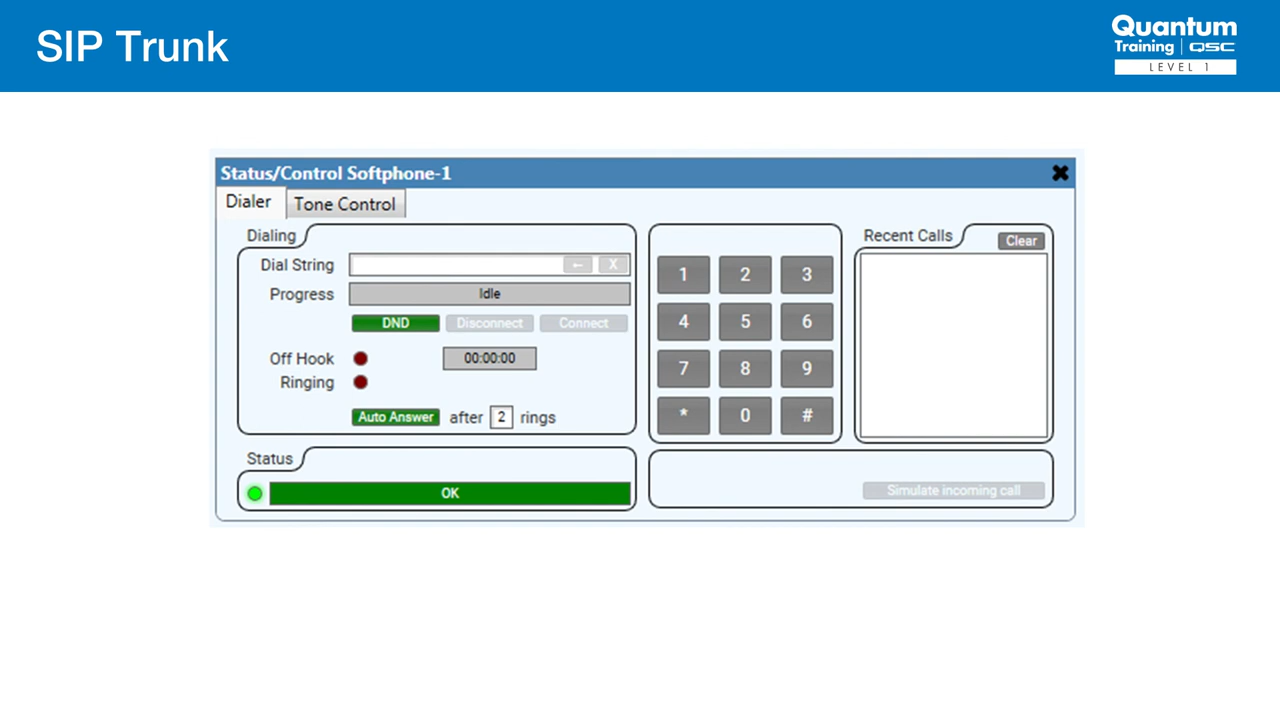 SIP Trunk
Quantum
Training | QSC
LEVEL 1
Status/Control Softphone-1
Dialer
Tone Control
Dialing
Dial String
← X
Progress
Idle
DND
Disconnect
Connect
Off Hook
00:00:00
Ringing
Auto Answer after 2 rings
Status
OK
1 2 3
4 5 6
7 8 9
* 0 #
Recent Calls
Clear
Simulate incoming call